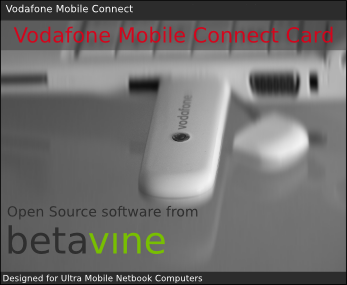 Vodafone Mobile Connect
Vodafone Mobile Connect Card
vodafone
Open Source software from
betavine
Designed for Ultra Mobile Netbook Computers